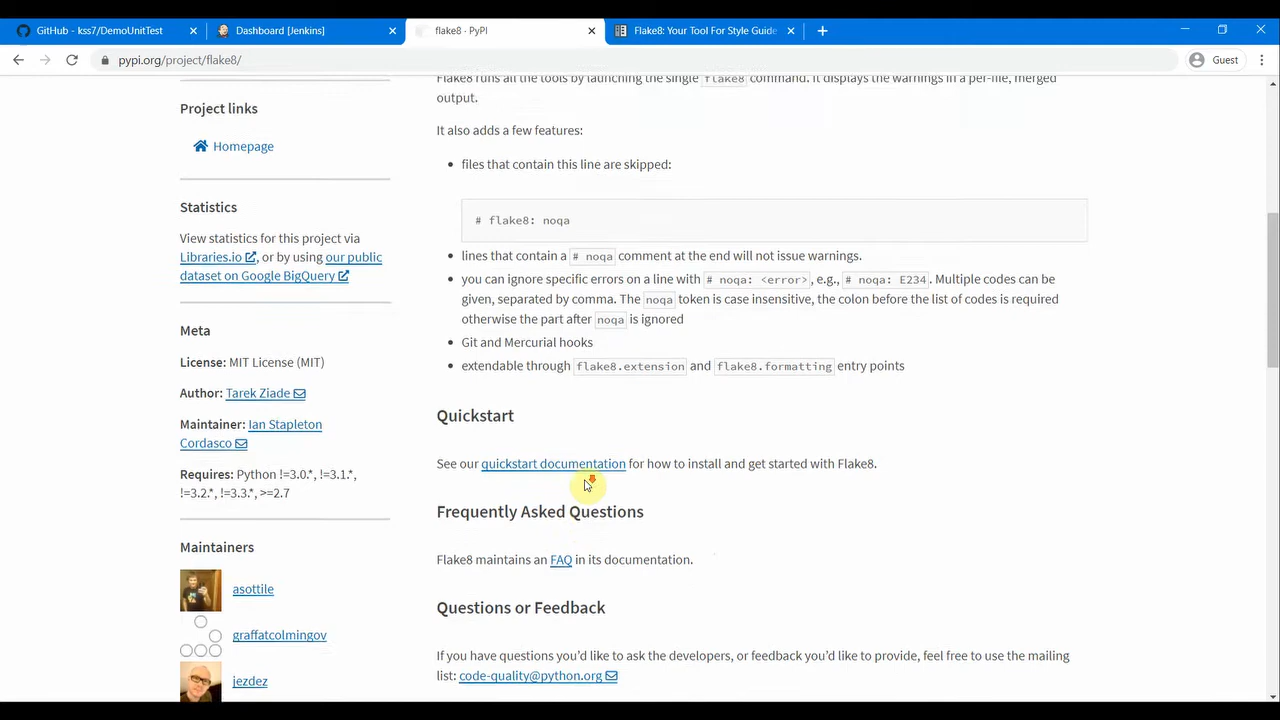 GitHub - kss7/DemoUnitTest
Dashboard [Jenkins]
flake8 · PyPI
Flake8: Your Tool For Style Guide
pypi.org/project/flake8/
Guest
Project links
Homepage
Statistics
View statistics for this project via
Libraries.io, or by using our public
dataset on Google BigQuery
Meta
License: MIT License (MIT)
Author: Tarek Ziade
Maintainer: Ian Stapleton
Cordasco
Requires: Python !=3.0.*, !=3.1.*,
!=3.2.*, !=3.3.*, >=2.7
Maintainers
asottile
graffatcolmingov
jezdez
Flake8 runs all the tools by launching the single flake8 command. It displays the warnings in a per-file, merged
output.
It also adds a few features:
files that contain this line are skipped:
# flake8: noqa
lines that contain a # noqa comment at the end will not issue warnings.
you can ignore specific errors on a line with # noqa: <error>, e.g., # noqa: E234. Multiple codes can be
given, separated by comma. The noqa token is case insensitive, the colon before the list of codes is required
otherwise the part after noqa is ignored
Git and Mercurial hooks
extendable through flake8.extension and flake8.formatting entry points
Quickstart
See our quickstart documentation for how to install and get started with Flake8.
Frequently Asked Questions
Flake8 maintains an FAQ in its documentation.
Questions or Feedback
If you have questions you'd like to ask the developers, or feedback you'd like to provide, feel free to use the mailing
list: code-quality@python.org